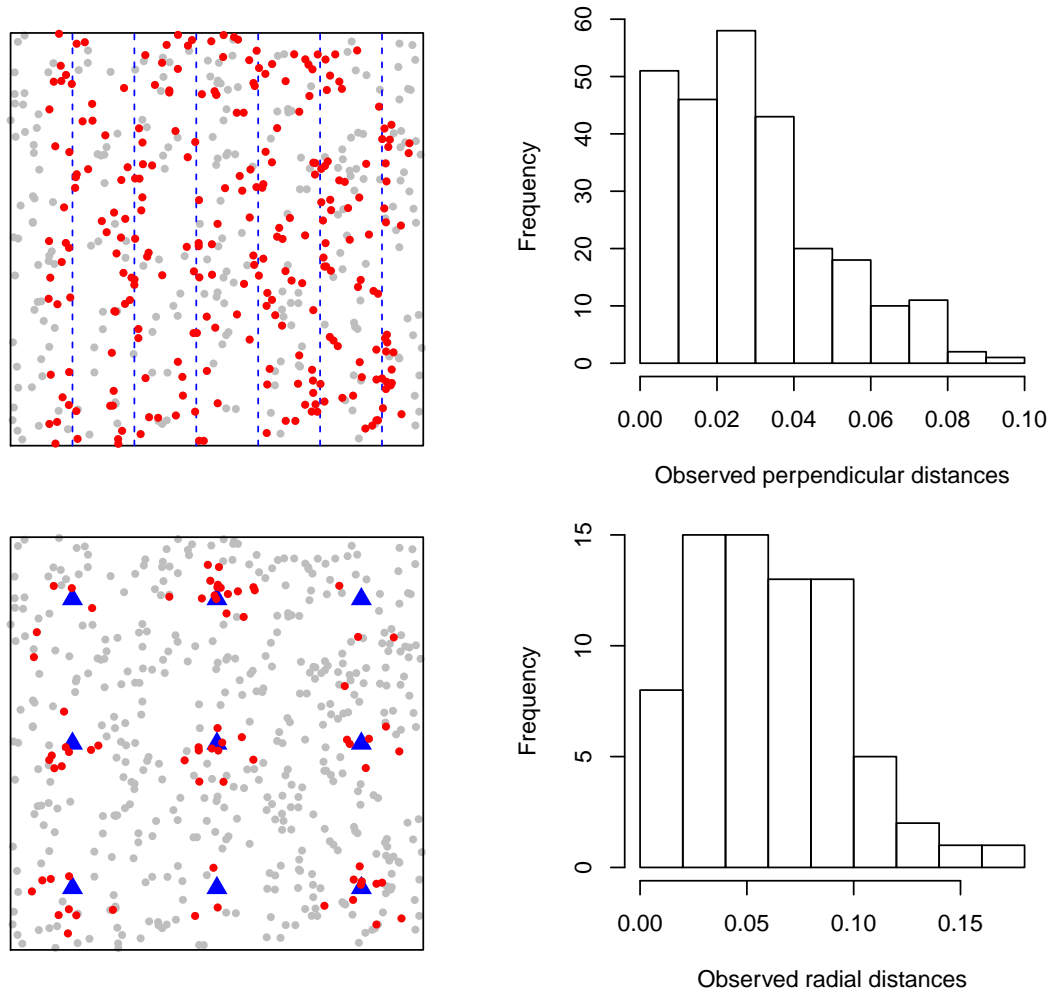 Frequency
60
50
40
30
20
10
0
0.00 0.02 0.04 0.06 0.08 0.10
Observed perpendicular distances
Frequency
15
10
5
0
0.00 0.05 0.10 0.15
Observed radial distances